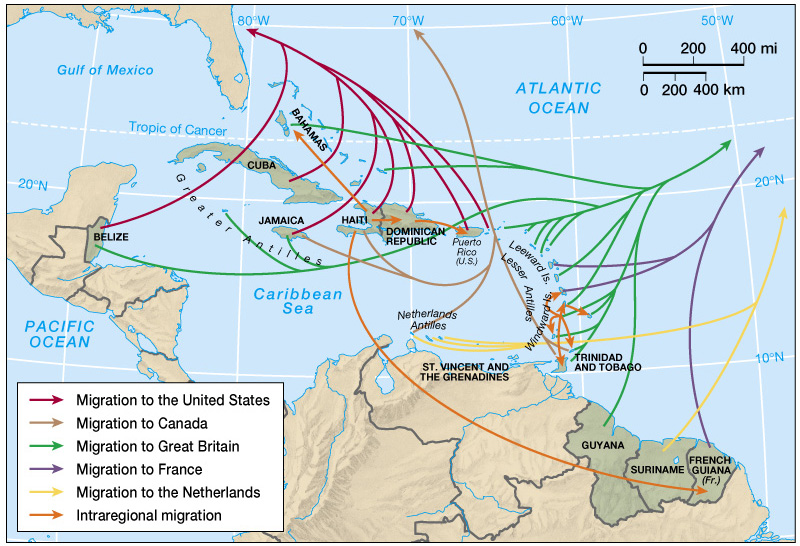 80°W
70°W
60°W
50°W
0 200 400 mi
0 200 400 km
Gulf of Mexico
ATLANTIC
OCEAN
Tropic of Cancer
BAHAMAS
CUBA
20°N
20°N
Greater Antilles
JAMAICA
HAITI
DOMINICAN
REPUBLIC
Puerto
Rico
(U.S.)
BELIZE
Leeward Is.
Lesser Antilles
Windward Is.
Caribbean
Sea
Netherlands
Antilles
PACIFIC
OCEAN
10°N
ST. VINCENT AND
THE GRENADINES
TRINIDAD
AND TOBAGO
GUYANA
SURINAME
FRENCH
GUIANA
(Fr.)
Migration to the United States
Migration to Canada
Migration to Great Britain
Migration to France
Migration to the Netherlands
Intraregional migration